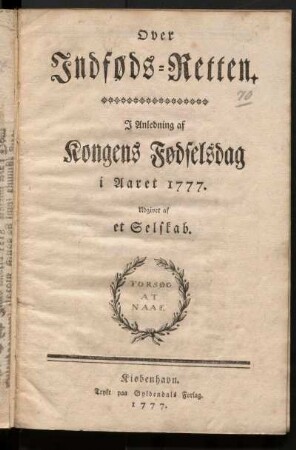 Over
Indføds-Retten.
70
I Anledning af
Kongens Fødselsdag
i Aaret 1777.
Udgivet af
et Selskab.
FORSØG
AT
NAAE.
Kiøbenhavn.
Trykt paa Gyldendals Forlag.
1777.